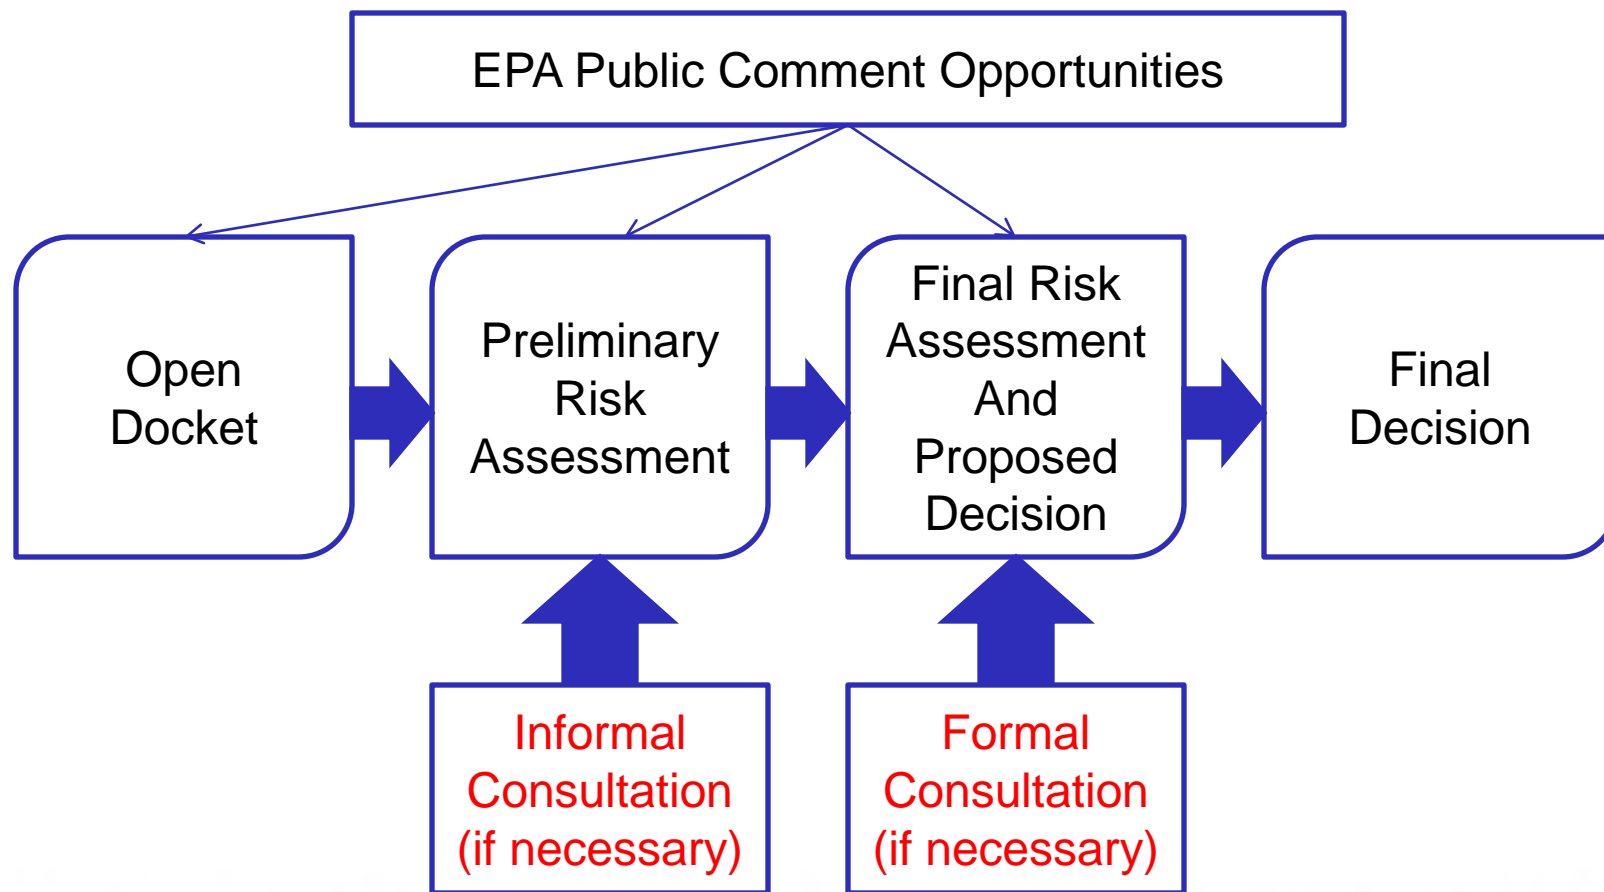 EPA Public Comment Opportunities
Open
Docket
Preliminary
Risk
Assessment
Final Risk
Assessment
And
Proposed
Decision
Final
Decision
Informal
Consultation
(if necessary)
Formal
Consultation
(if necessary)